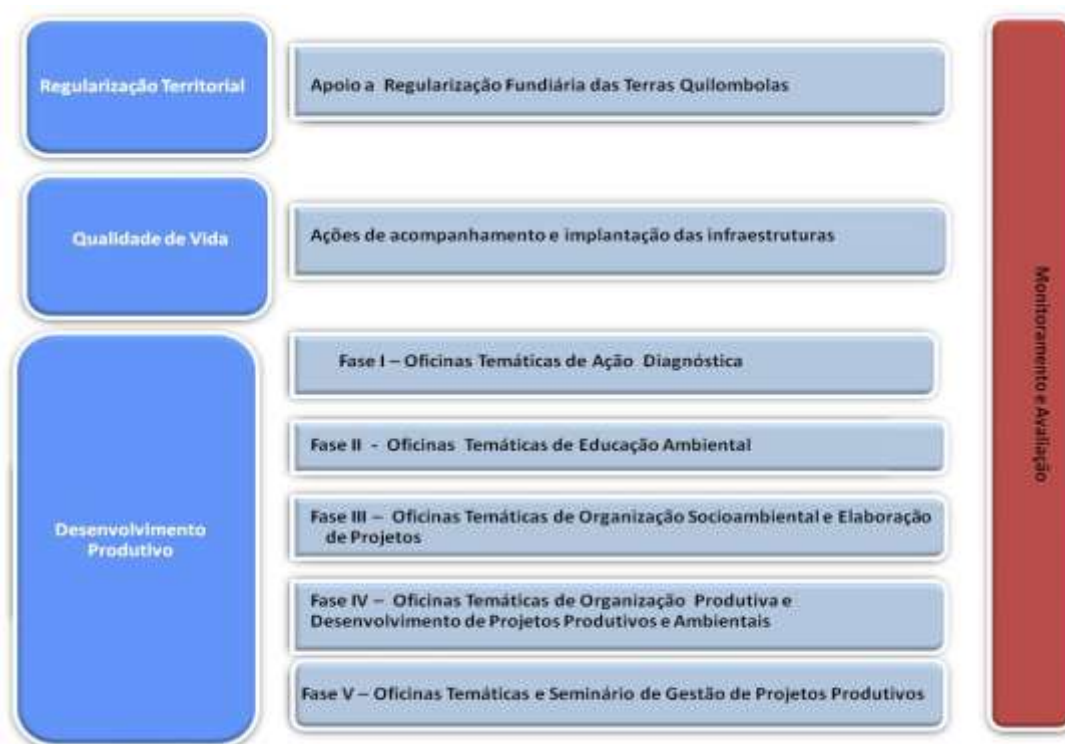 Regularização Territorial
Apoio a Regularização Fundiária das Terras Quilombolas
Qualidade de Vida
Ações de acompanhamento e implantação das infraestruturas
Desenvolvimento
Produtivo
Fase I – Oficinas Temáticas de Ação Diagnóstica
Fase II - Oficinas Temáticas de Educação Ambiental
Fase III – Oficinas Temáticas de Organização Socioambiental e Elaboração
de Projetos
Fase IV – Oficinas Temáticas de Organização Produtiva e
Desenvolvimento de Projetos Produtivos e Ambientais
Fase V – Oficinas Temáticas e Seminário de Gestão de Projetos Produtivos
Monitoramento e Avaliação